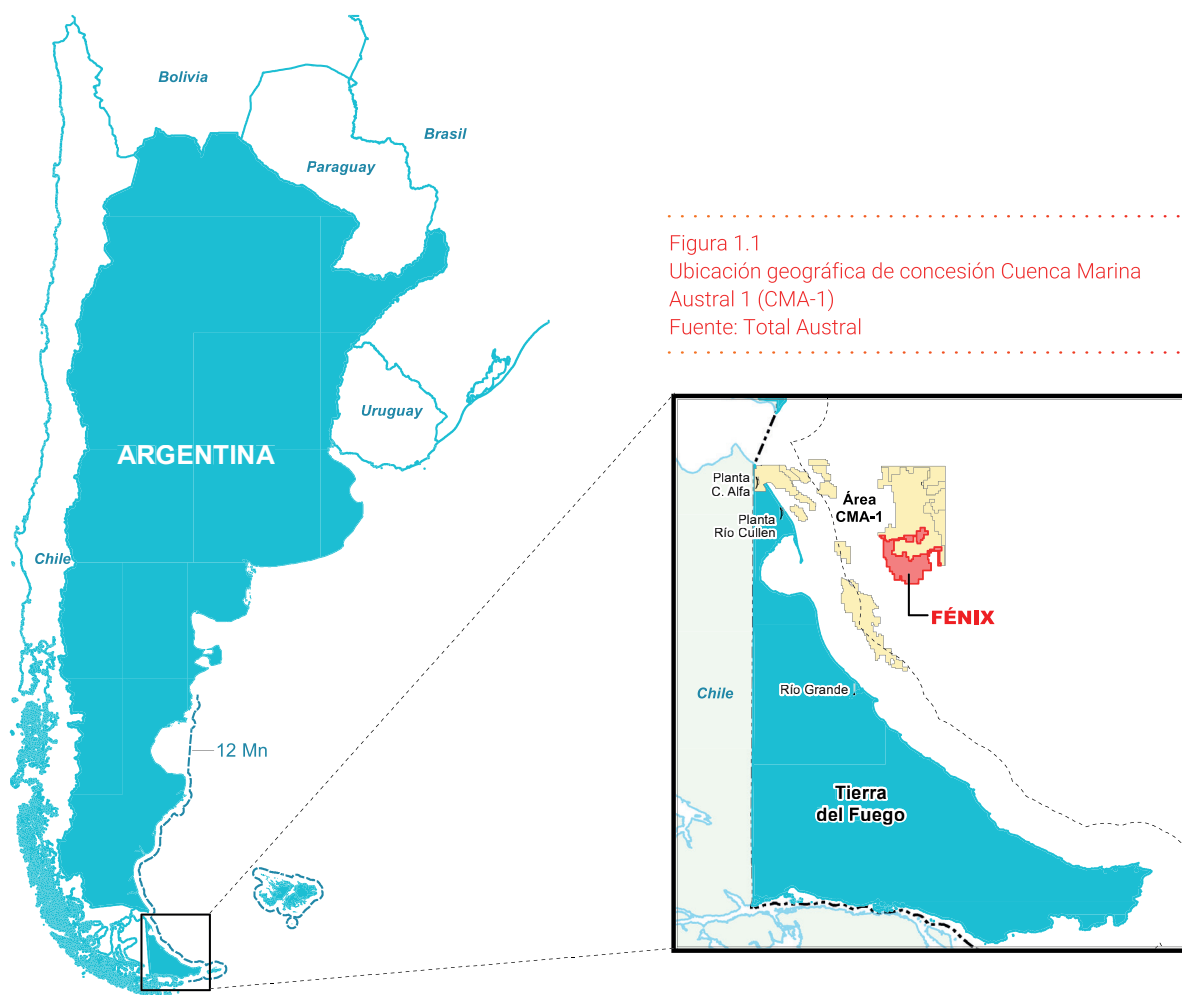 Bolivia
Brasil
Paraguay
Figura 1.1
Ubicación geográfica de concesión Cuenca Marina
Austral 1 (CMA-1)
Fuente: Total Austral
Uruguay
ARGENTINA
Chile
12 Mn
Planta
C. Alfa
Planta
Río Cullen
Área
CMA-1
FÉNIX
Chile
Río Grande
Tierra
del Fuego